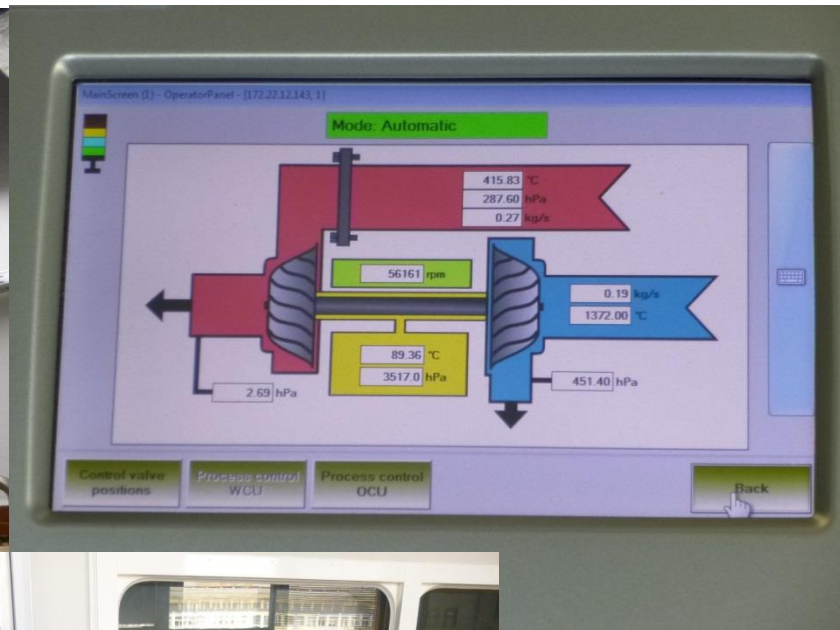 MainScreen (1) - OperatorPanel - [172.22.12.143, 1]
Mode: Automatic
415.83 °C
287.60 hPa
0.27 kg/s
56161 rpm
0.19 kg/s
1372.00 °C
89.36 °C
3517.0 hPa
2.69 hPa
451.40 hPa
Control valve
positions
Process control
WCU
Process control
OCU
Back